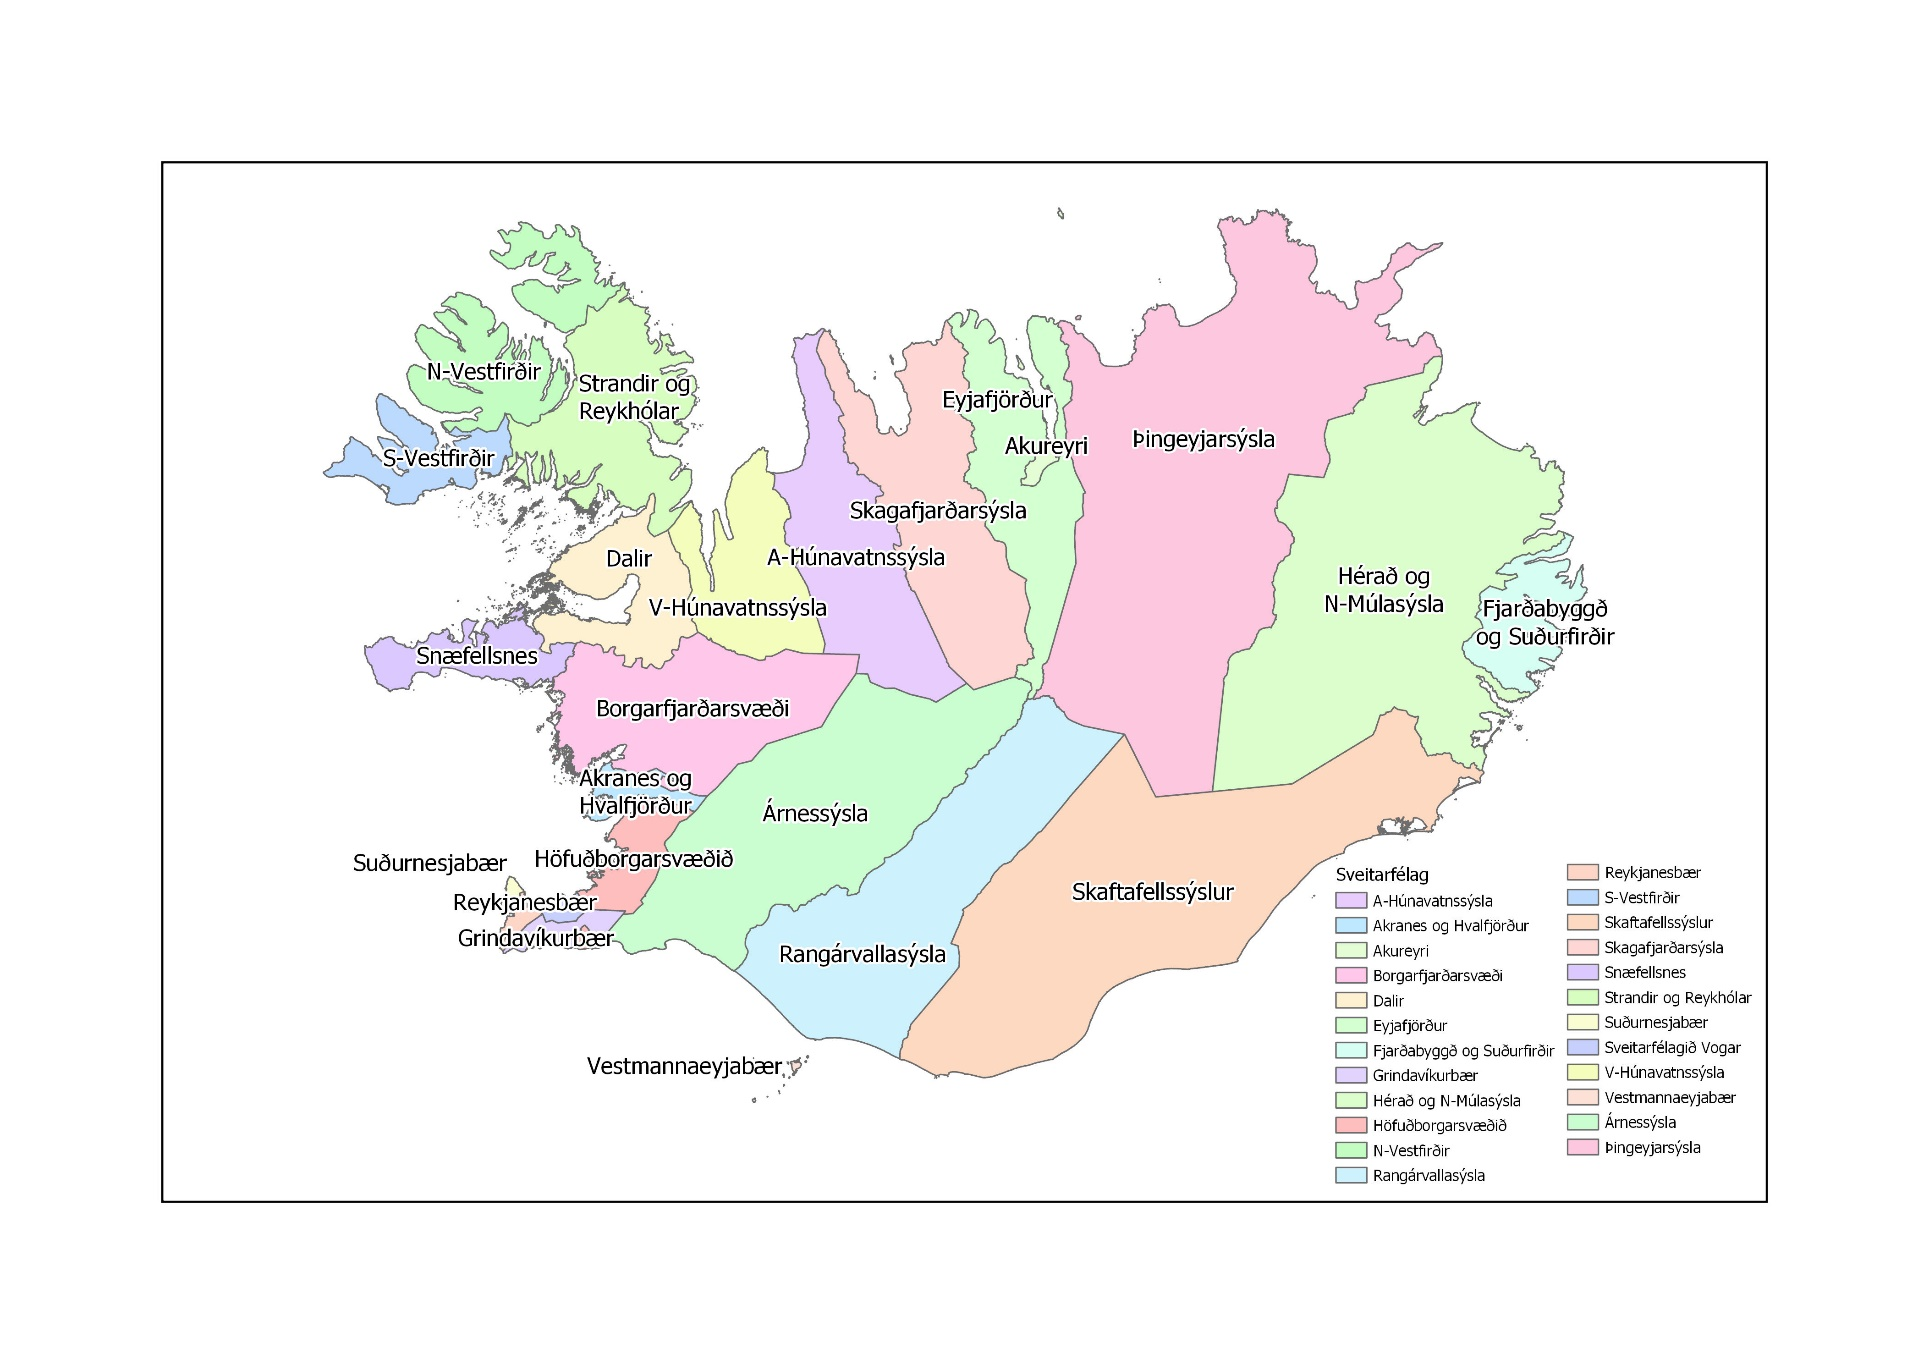 N-Vestfirðir
Strandir og
Reykhólar
Eyjafjörður
Akureyri
Þingeyjarsýsla
S-Vestfirðir
Skagafjarðarsýsla
Dalir
A-Húnavatnssýsla
Hérað og
N-Múlasýsla
V-Húnavatnssýsla
Fjarðabyggð
og Suðurfirðir
Snæfellsnes
Borgarfjarðarsvæði
Akranes og
Hvalfjörður
Árnessýsla
Suðurnesjabær
Höfuðborgarsvæðið
Reykjanesbær
Grindavíkurbær
Skaftafellssýslur
Rangárvallasýsla
Vestmannaeyjabær
Sveitarfélag
A-Húnavatnssýsla
Akranes og Hvalfjörður
Akureyri
Borgarfjarðarsvæði
Dalir
Eyjafjörður
Fjarðabyggð og Suðurfirðir
Grindavíkurbær
Hérað og N-Múlasýsla
Höfuðborgarsvæðið
N-Vestfirðir
Rangárvallasýsla
Reykjanesbær
S-Vestfirðir
Skaftafellssýslur
Skagafjarðarsýsla
Snæfellsnes
Strandir og Reykhólar
Suðurnesjabær
Sveitarfélagið Vogar
V-Húnavatnssýsla
Vestmannaeyjabær
Árnessýsla
Þingeyjarsýsla